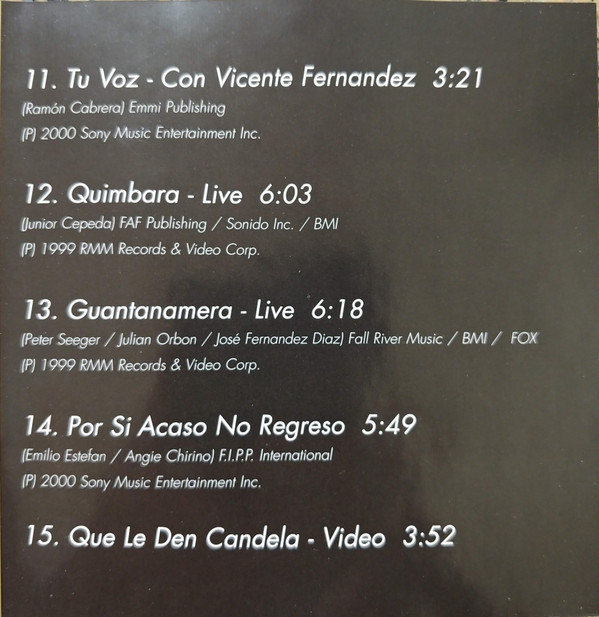 11. Tu Voz - Con Vicente Fernandez 3:21
(Ramón Cabrera) Emmi Publishing
(P) 2000 Sony Music Entertainment Inc.
12. Quimbara - Live 6:03
(Junior Cepeda) FAF Publishing / Sonido Inc. / BMI
(P) 1999 RMM Records & Video Corp.
13. Guantanamera - Live 6:18
(Peter Seeger / Julian Orbon / José Fernandez Diaz) Fall River Music / BMI / FOX
(P) 1999 RMM Records & Video Corp.
14. Por Si Acaso No Regreso 5:49
(Emilio Estefan / Angie Chirino) F.I.P.P. International
(P) 2000 Sony Music Entertainment Inc.
15. Que Le Den Candela - Video 3:52